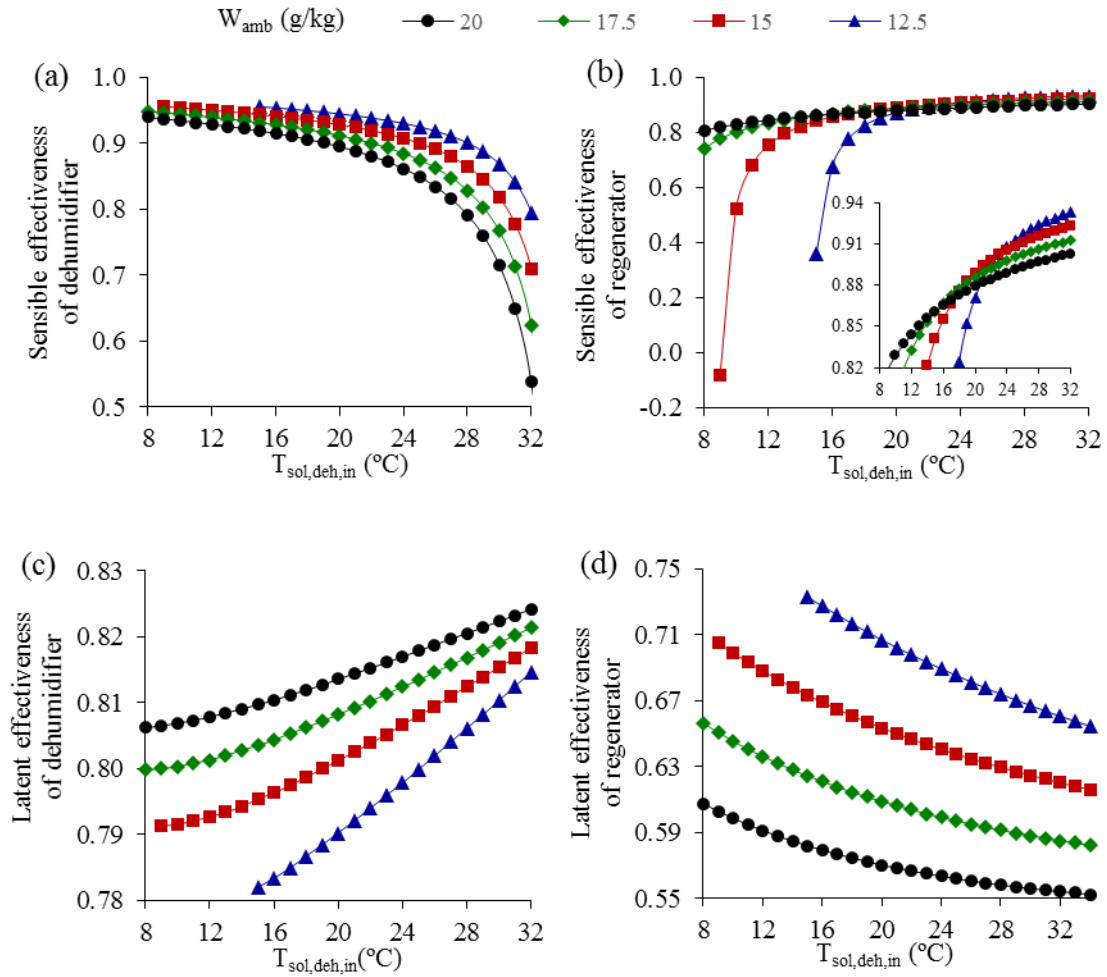 W_amb (g/kg) 20 17.5 15 12.5
(a)
Sensible effectiveness
of dehumidifier
1.0
0.9
0.8
0.7
0.6
0.5
8 12 16 20 24 28 32
T_sol,deh,in (ºC)
(b)
Sensible effectiveness
of regenerator
1.0
0.8
0.6
0.4
0.2
0.0
-0.2
8 12 16 20 24 28 32
T_sol,deh,in (ºC)
0.94
0.91
0.88
0.85
0.82
8 12 16 20 24 28 32
(c)
Latent effectiveness
of dehumidifier
0.83
0.82
0.81
0.80
0.79
0.78
8 12 16 20 24 28 32
T_sol,deh,in(ºC)
(d)
Latent effectiveness
of regenerator
0.75
0.71
0.67
0.63
0.59
0.55
8 12 16 20 24 28 32
T_sol,deh,in (ºC)